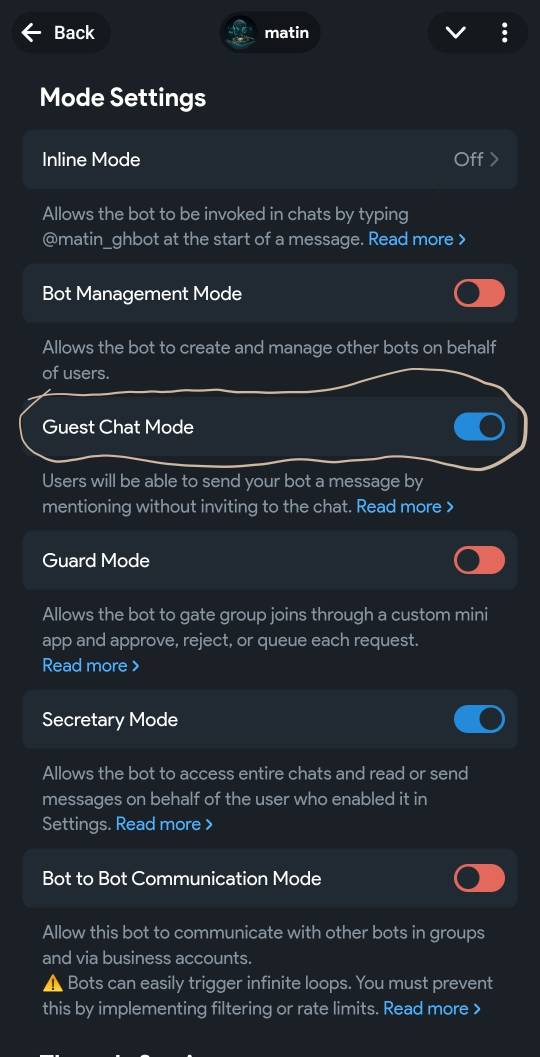 Back
matin
Mode Settings
Inline Mode
Off
Allows the bot to be invoked in chats by typing
@matin_ghbot at the start of a message. Read more
Bot Management Mode
Allows the bot to create and manage other bots on behalf
of users.
Guest Chat Mode
Users will be able to send your bot a message by
mentioning without inviting to the chat. Read more
Guard Mode
Allows the bot to gate group joins through a custom mini
app and approve, reject, or queue each request.
Read more
Secretary Mode
Allows the bot to access entire chats and read or send
messages on behalf of the user who enabled it in
Settings. Read more
Bot to Bot Communication Mode
Allow this bot to communicate with other bots in groups
and via business accounts.
⚠️ Bots can easily trigger infinite loops. You must prevent
this by implementing filtering or rate limits. Read more